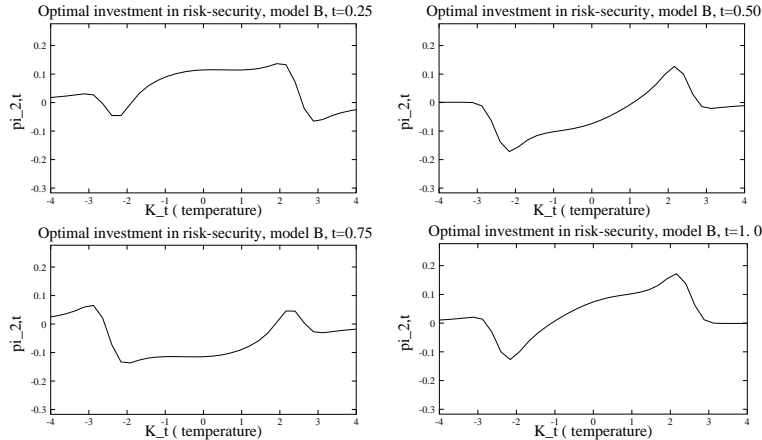 Optimal investment in risk-security, model B, t=0.25
0.2
0.1
0
-0.1
-0.2
-0.3
pi_2,t
-4 -3 -2 -1 0 1 2 3 4
K_t ( temperature)
Optimal investment in risk-security, model B, t=0.50
0.2
0.1
0
-0.1
-0.2
-0.3
pi_2,t
-4 -3 -2 -1 0 1 2 3 4
K_t ( temperature)
Optimal investment in risk-security, model B, t=0.75
0.2
0.1
0
-0.1
-0.2
-0.3
pi_2,t
-4 -3 -2 -1 0 1 2 3 4
K_t ( temperature)
Optimal investment in risk-security, model B, t=1. 0
0.2
0.1
0
-0.1
-0.2
-0.3
pi_2,t
-4 -3 -2 -1 0 1 2 3 4
K_t ( temperature)